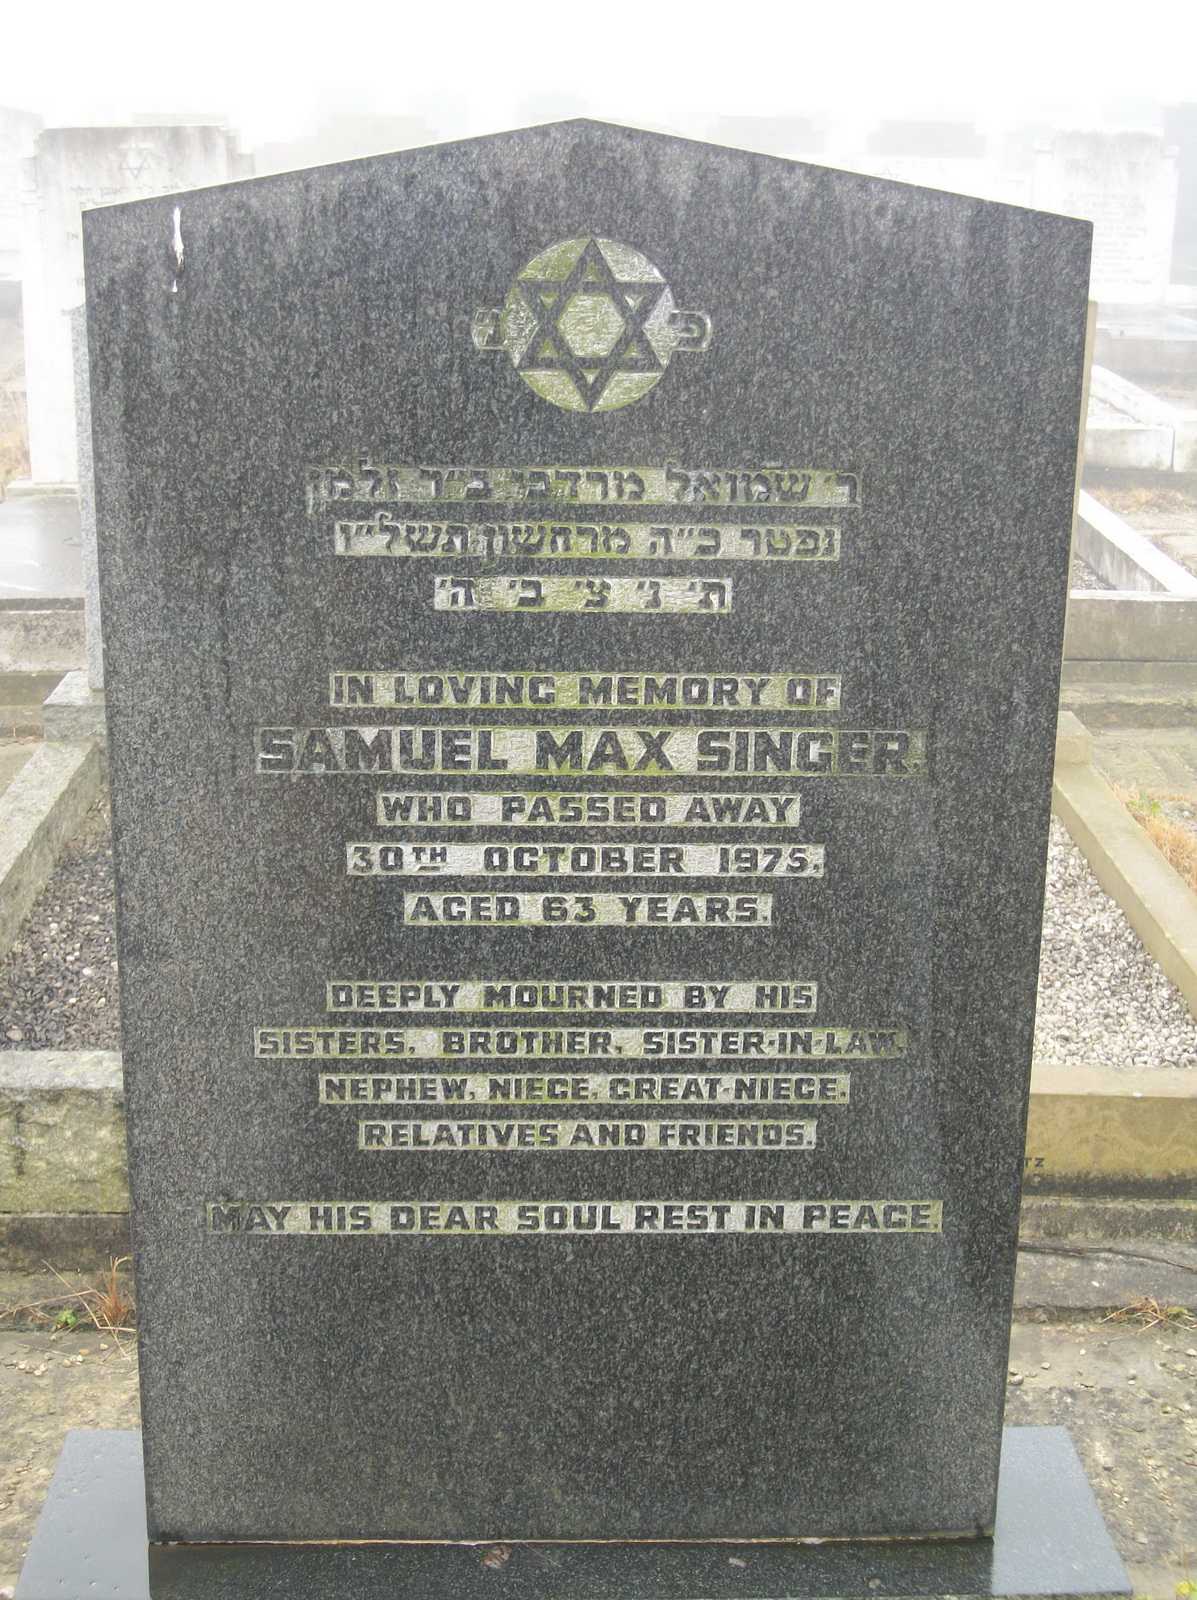 פ נ
ר' שמואל מרדכי ב״ר זלמן
נפטר כ״ה מרחשון תשל״ו
ת' נ' צ' ב' ה'
IN LOVING MEMORY OF
SAMUEL MAX SINGER.
WHO PASSED AWAY
30TH OCTOBER 1975.
AGED 63 YEARS.
DEEPLY MOURNED BY HIS
SISTERS, BROTHER, SISTER-IN-LAW.
NEPHEW, NIECE, GREAT-NIECE.
RELATIVES AND FRIENDS.
MAY HIS DEAR SOUL REST IN PEACE.
TZ